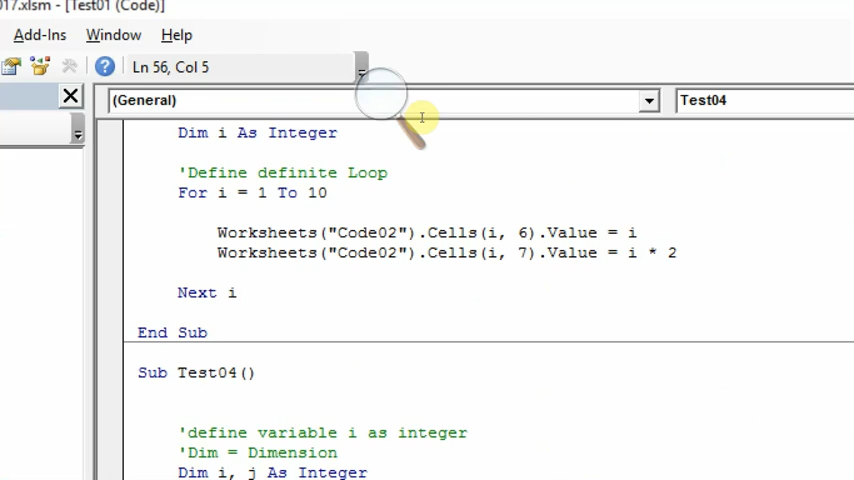 017.xlsm - [Test01 (Code)]
Add-Ins Window Help
Ln 56, Col 5
(General) Test04
Dim i As Integer
'Define definite Loop
For i = 1 To 10
Worksheets("Code02").Cells(i, 6).Value = i
Worksheets("Code02").Cells(i, 7).Value = i * 2
Next i
End Sub
Sub Test04()
'define variable i as integer
'Dim = Dimension
Dim i, j As Integer